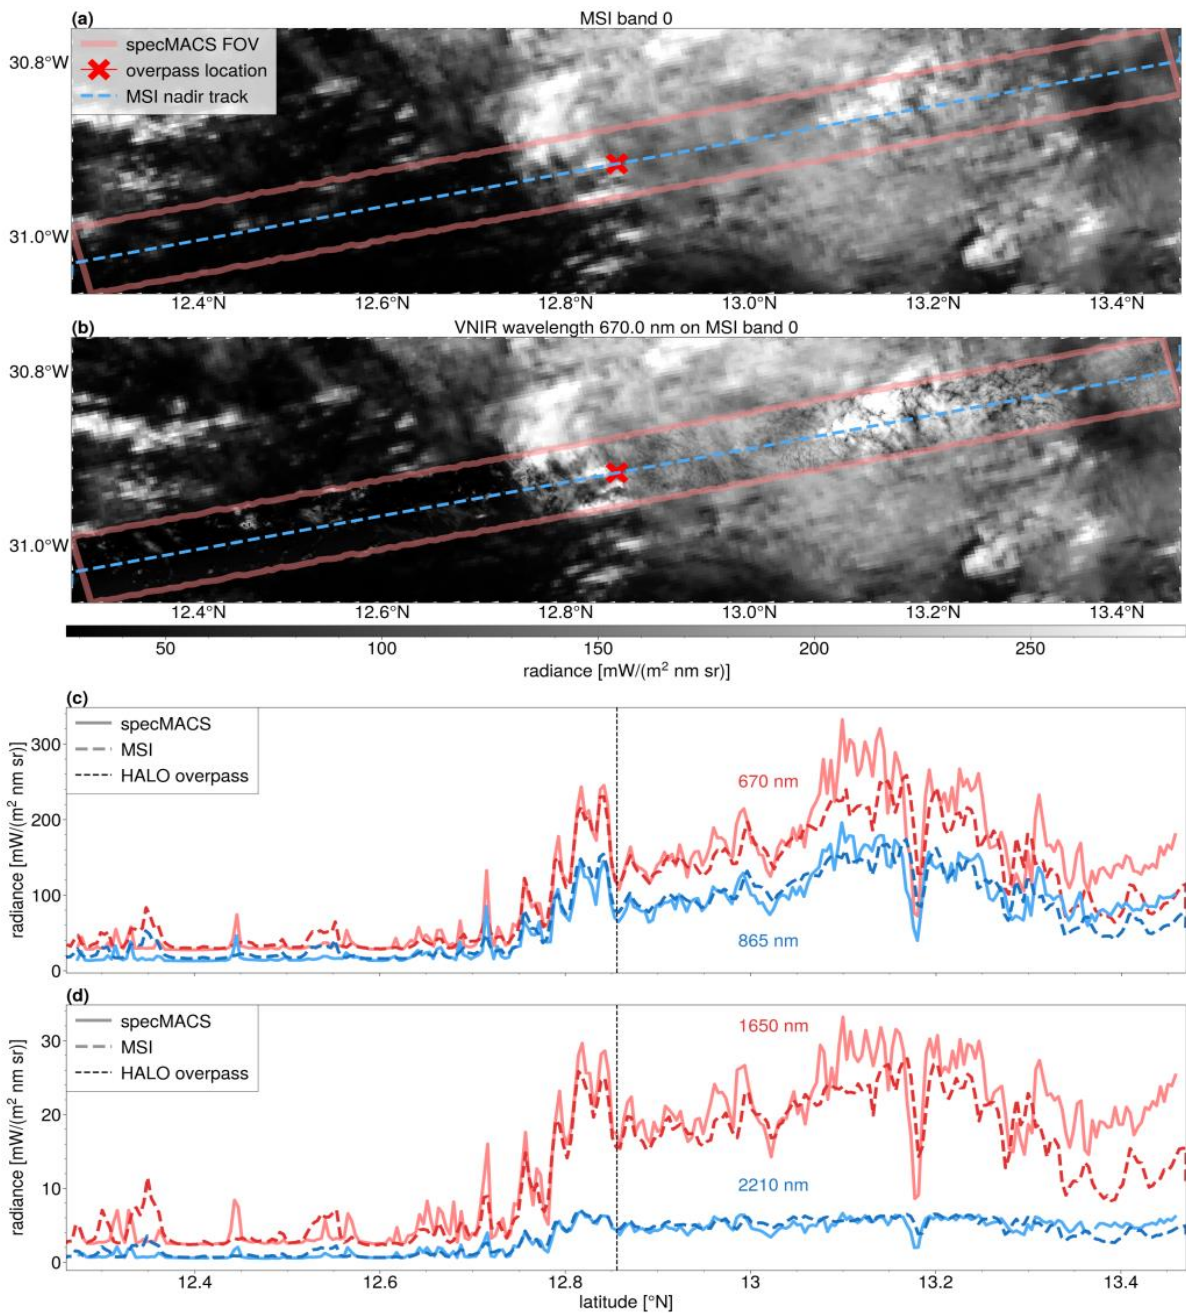 (a)
MSI band 0
specMACS FOV
overpass location
MSI nadir track
30.8°W
31.0°W
12.4°N 12.6°N 12.8°N 13.0°N 13.2°N 13.4°N
(b)
VNIR wavelength 670.0 nm on MSI band 0
30.8°W
31.0°W
12.4°N 12.6°N 12.8°N 13.0°N 13.2°N 13.4°N
50 100 150 200 250
radiance [mW/(m² nm sr)]
(c)
specMACS
MSI
HALO overpass
670 nm
865 nm
300
200
100
0
radiance [mW/(m² nm sr)]
(d)
specMACS
MSI
HALO overpass
1650 nm
2210 nm
30
20
10
0
radiance [mW/(m² nm sr)]
12.4 12.6 12.8 13 13.2 13.4
latitude [°N]